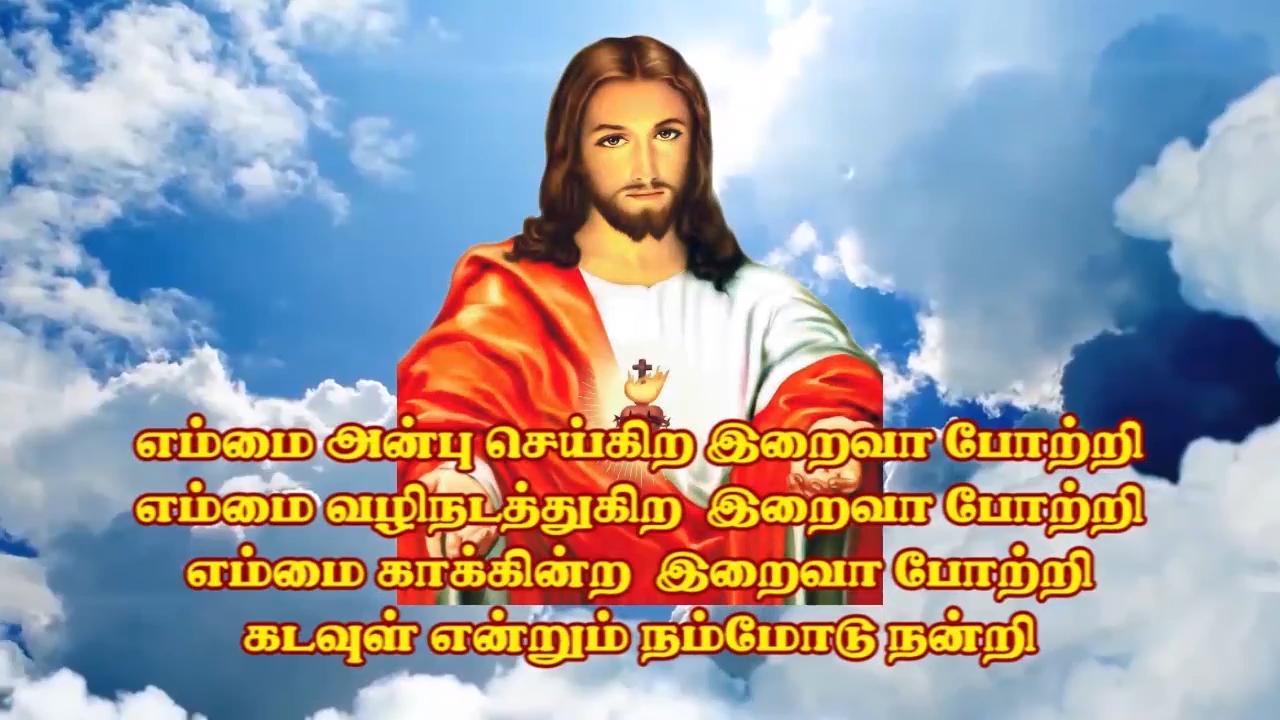 எம்மை அன்பு செய்கிற இறைவா போற்றி
எம்மை வழிநடத்துகிற இறைவா போற்றி
எம்மை காக்கின்ற இறைவா போற்றி
கடவுள் என்றும் நம்மோடு நன்றி